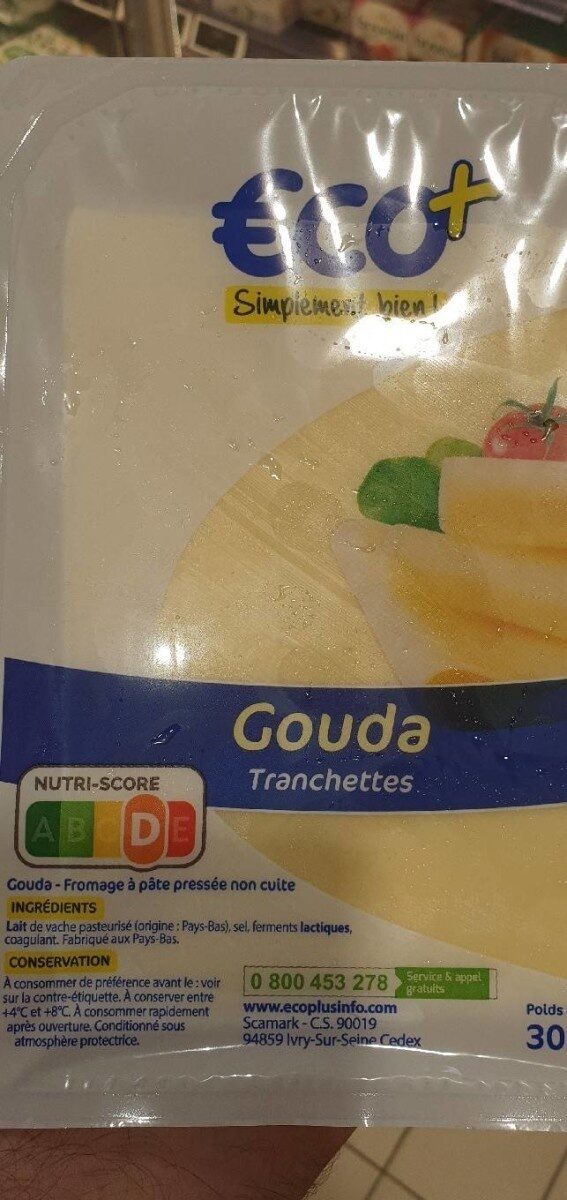 €CO+
Simplement bien !
Gouda
Tranchettes
NUTRI-SCORE
A B C D E
Gouda - Fromage à pâte pressée non cuite
INGRÉDIENTS
Lait de vache pasteurisé (origine : Pays-Bas), sel, ferments lactiques,
coagulant. Fabriqué aux Pays-Bas.
CONSERVATION
À consommer de préférence avant le : voir
sur la contre-étiquette. À conserver entre
+4°C et +8°C. À consommer rapidement
après ouverture. Conditionné sous
atmosphère protectrice.
0 800 453 278 Service & appel
gratuits
www.ecoplusinfo.com
Scamark - C.S. 90019
94859 Ivry-Sur-Seine Cedex
Poids
30